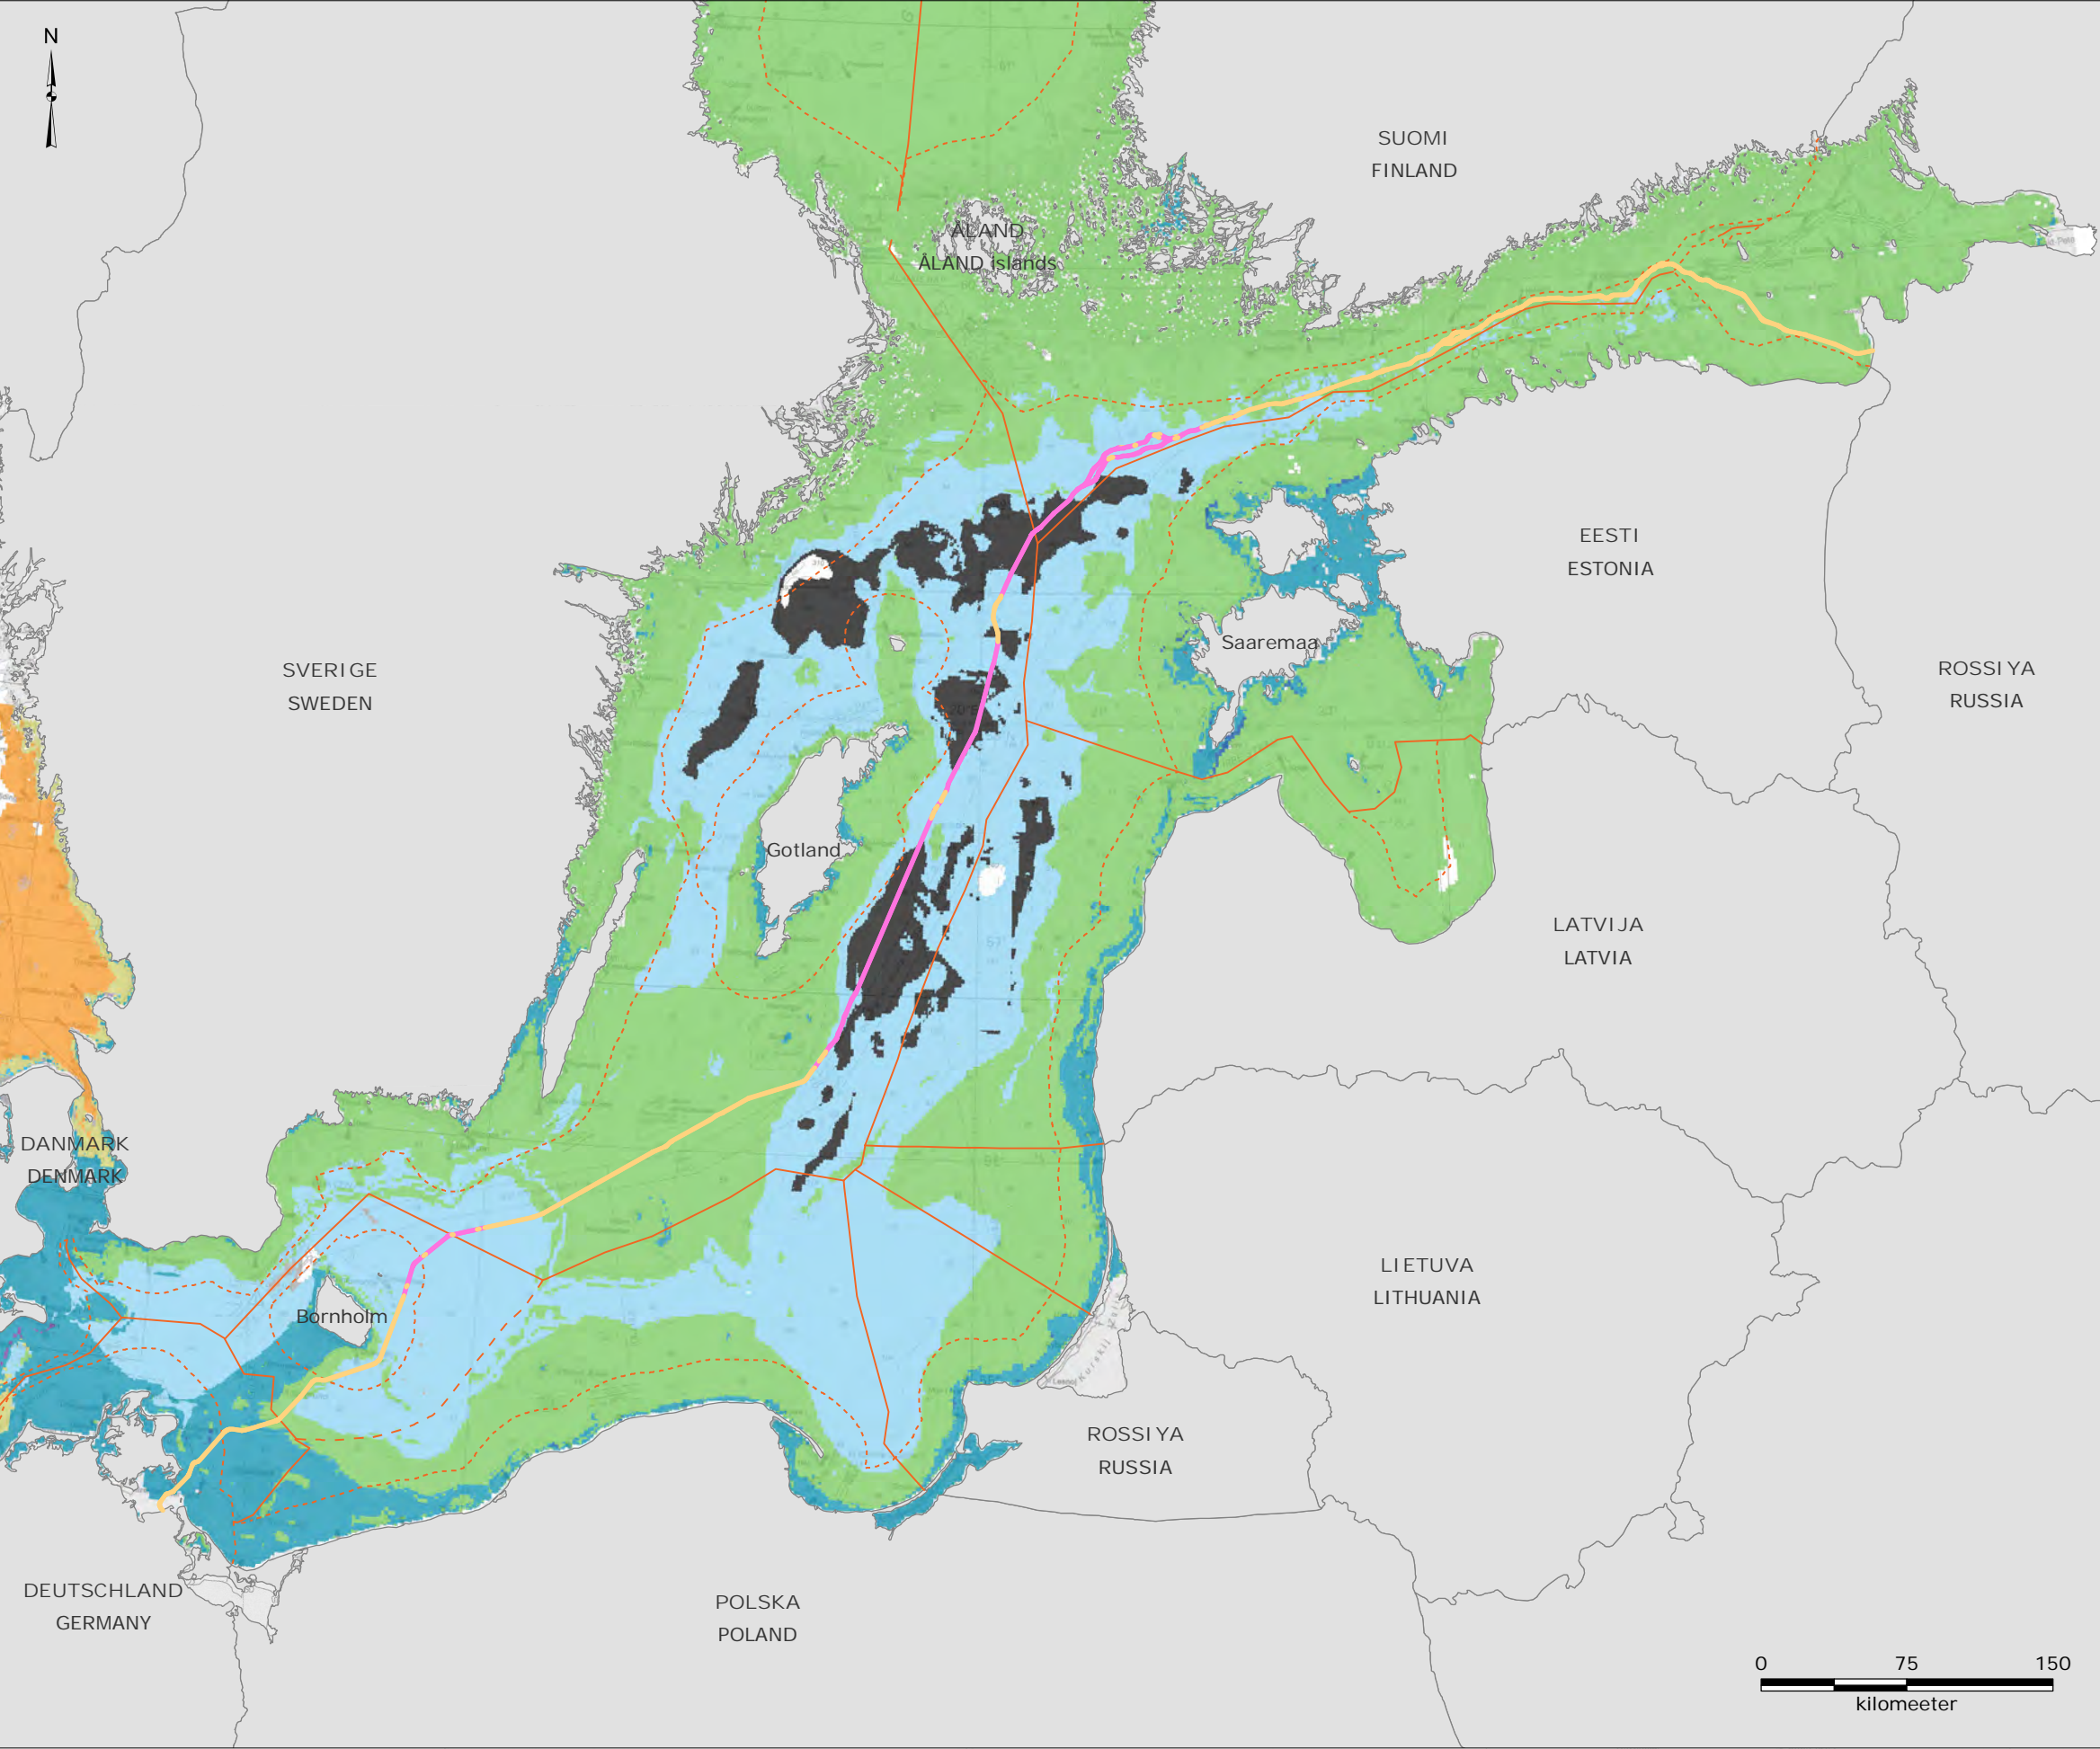 N
SUOMI
FINLAND
ÅLAND
ÅLAND islands
EESTI
ESTONIA
Saaremaa
SVERIGE
SWEDEN
ROSSIYA
RUSSIA
Gotland
LATVIJA
LATVIA
DANMARK
DENMARK
LIETUVA
LITHUANIA
Bornholm
ROSSIYA
RUSSIA
DEUTSCHLAND
GERMANY
POLSKA
POLAND
0 75 150
kilomeeter